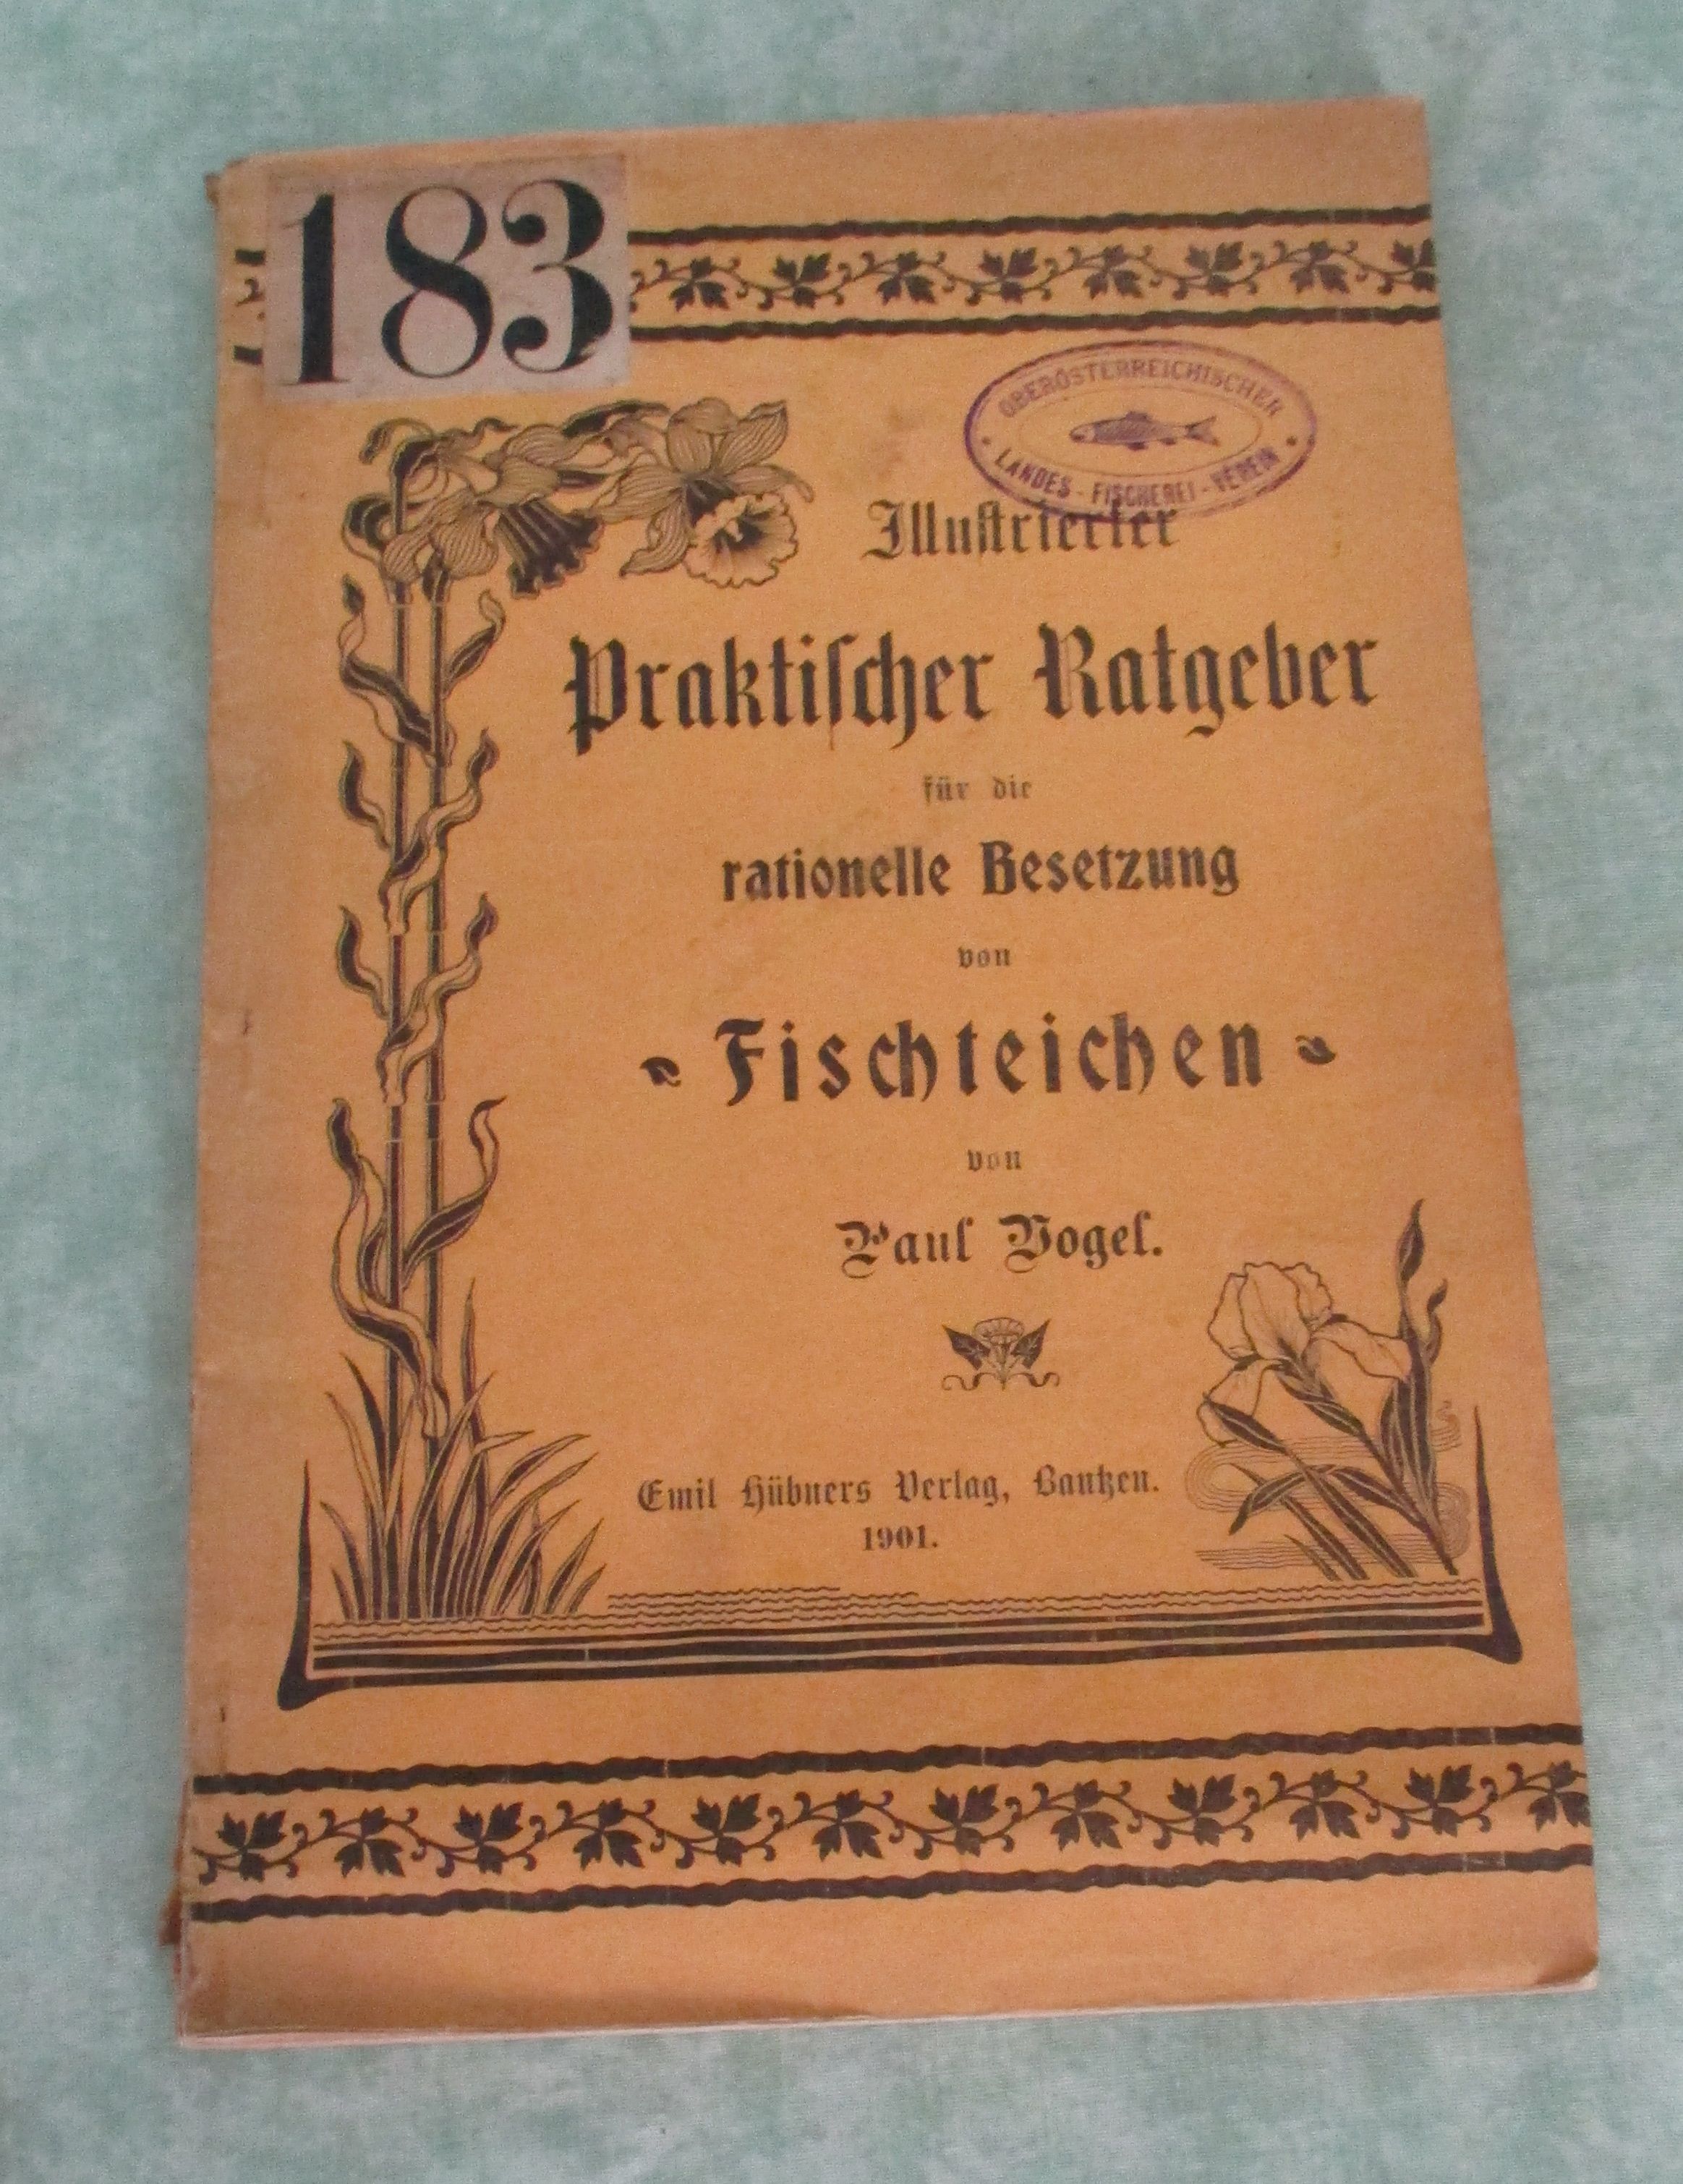 183
OBERÖSTERREICHISCHER
LANDES-FISCHEREI-VEREIN
Illustrierter
Praktischer Ratgeber
für die
rationelle Besetzung
von
Fischteichen
von
Paul Vogel.
Emil Hübners Verlag, Bautzen.
1901.